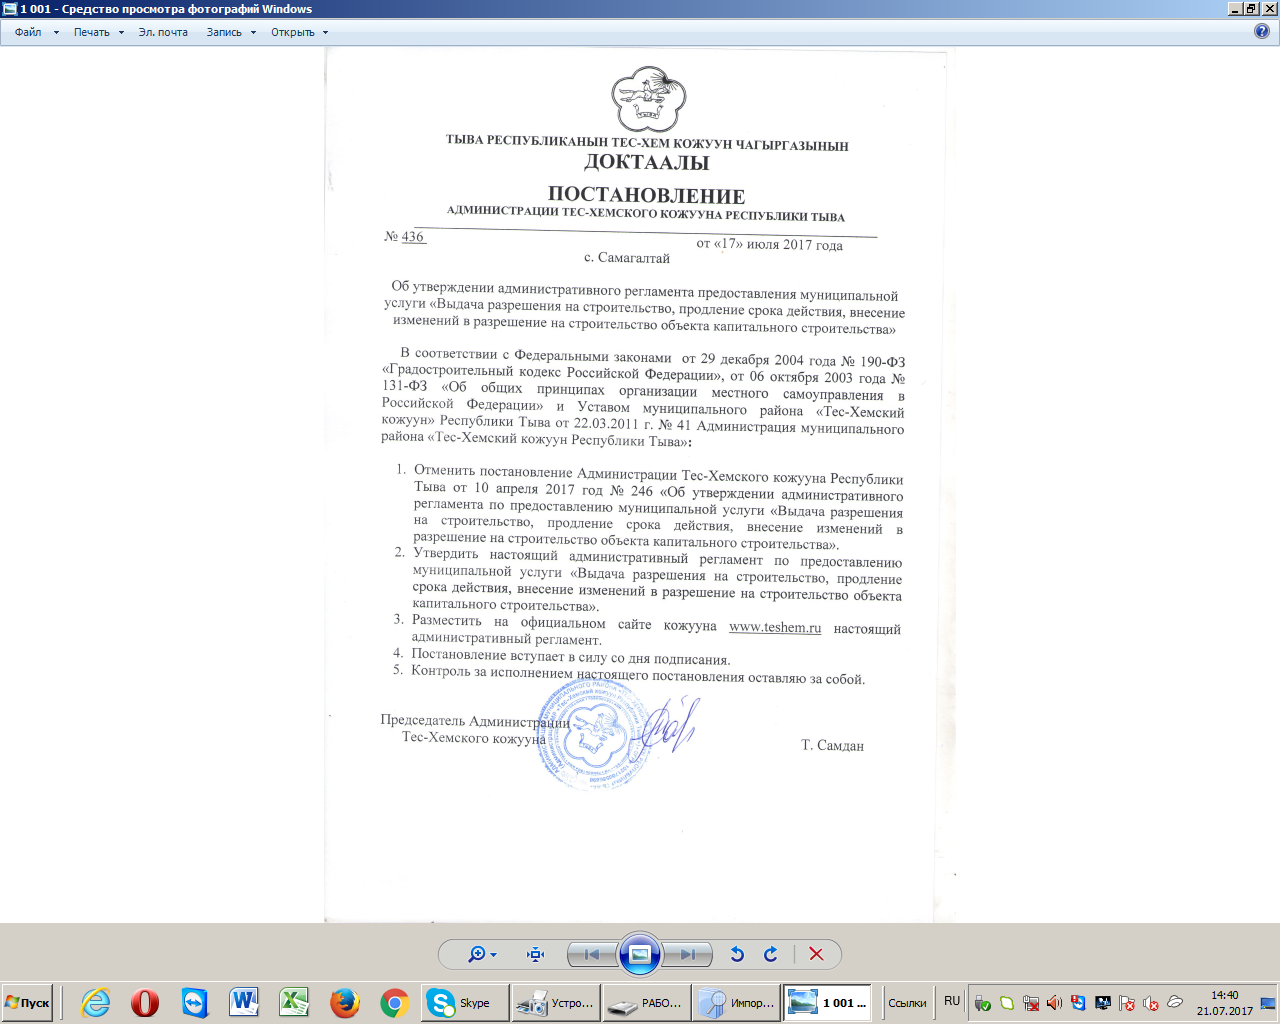 1 001 - Средство просмотра фотографий Windows
Файл Печать Эл. почта Запись Открыть
ТЫВА РЕСПУБЛИКАНЫН ТЕС-ХЕМ КОЖУУН ЧАГЫРГАЗЫНЫН
ДОКТААЛЫ
ПОСТАНОВЛЕНИЕ
АДМИНИСТРАЦИИ ТЕС-ХЕМСКОГО КОЖУУНА РЕСПУБЛИКИ ТЫВА
№ 436 от «17» июля 2017 года
с. Самагалтай
Об утверждении административного регламента предоставления муниципальной
услуги «Выдача разрешения на строительство, продление срока действия, внесение
изменений в разрешение на строительство объекта капитального строительства»
В соответствии с Федеральными законами от 29 декабря 2004 года № 190-ФЗ
«Градостроительный кодекс Российской Федерации», от 06 октября 2003 года №
131-ФЗ «Об общих принципах организации местного самоуправления в
Российской Федерации» и Уставом муниципального района «Тес-Хемский
кожуун» Республики Тыва от 22.03.2011 г. № 41 Администрация муниципального
района «Тес-Хемский кожуун Республики Тыва»:
1. Отменить постановление Администрации Тес-Хемского кожууна Республики
Тыва от 10 апреля 2017 год № 246 «Об утверждении административного
регламента по предоставлению муниципальной услуги «Выдача разрешения
на строительство, продление срока действия, внесение изменений в
разрешение на строительство объекта капитального строительства».
2. Утвердить настоящий административный регламент по предоставлению
муниципальной услуги «Выдача разрешения на строительство, продление
срока действия, внесение изменений в разрешение на строительство объекта
капитального строительства».
3. Разместить на официальном сайте кожууна www.teshem.ru настоящий
административный регламент.
4. Постановление вступает в силу со дня подписания.
5. Контроль за исполнением настоящего постановления оставляю за собой.
Председатель Администрации
Тес-Хемского кожууна Т. Самдан
Пуск Skype Устро... РАБО... Импор... 1 001 ... Ссылки RU 14:40
21.07.2017